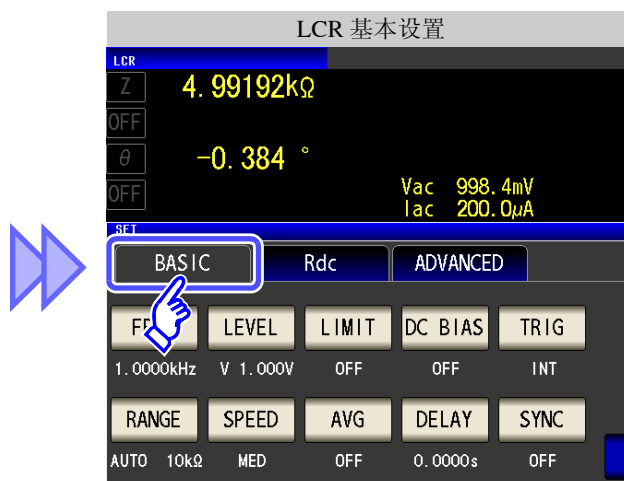 LCR 基本设置
LCR
Z 4.99192kΩ
OFF
θ -0.384 °
OFF
Vac 998.4mV
Iac 200.0μA
SET
BASIC Rdc ADVANCED
LEVEL LIMIT DC BIAS TRIG
1.0000kHz V 1.000V OFF OFF INT
RANGE SPEED AVG DELAY SYNC
AUTO 10kΩ MED OFF 0.0000s OFF